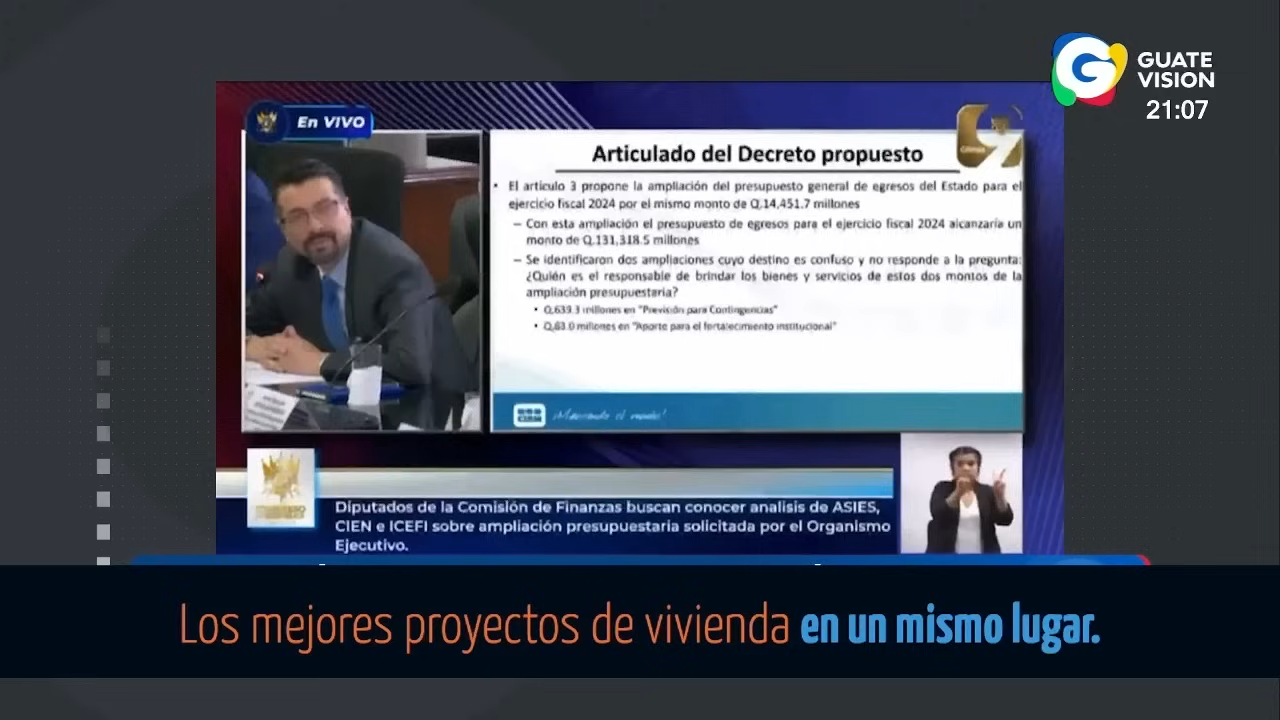 GUATE
VISION
21:07
En VIVO
Articulado del Decreto propuesto
• El artículo 3 propone la ampliación del presupuesto general de egresos del Estado para el
ejercicio fiscal 2024 por el mismo monto de Q.14,451.7 millones
– Con esta ampliación el presupuesto de egresos para el ejercicio fiscal 2024 alcanzaría un
monto de Q.131,318.5 millones
– Se identificaron dos ampliaciones cuyo destino es confuso y no responde a la pregunta:
¿Quién es el responsable de brindar los bienes y servicios de estos dos montos de la
ampliación presupuestaria?
• Q.639.3 millones en "Previsión para Contingencias"
• Q.63.0 millones en "Aporte para el fortalecimiento institucional"
CIEN
Diputados de la Comisión de Finanzas buscan conocer analisis de ASIES,
CIEN e ICEFI sobre ampliación presupuestaria solicitada por el Organismo
Ejecutivo.
Los mejores proyectos de vivienda en un mismo lugar.